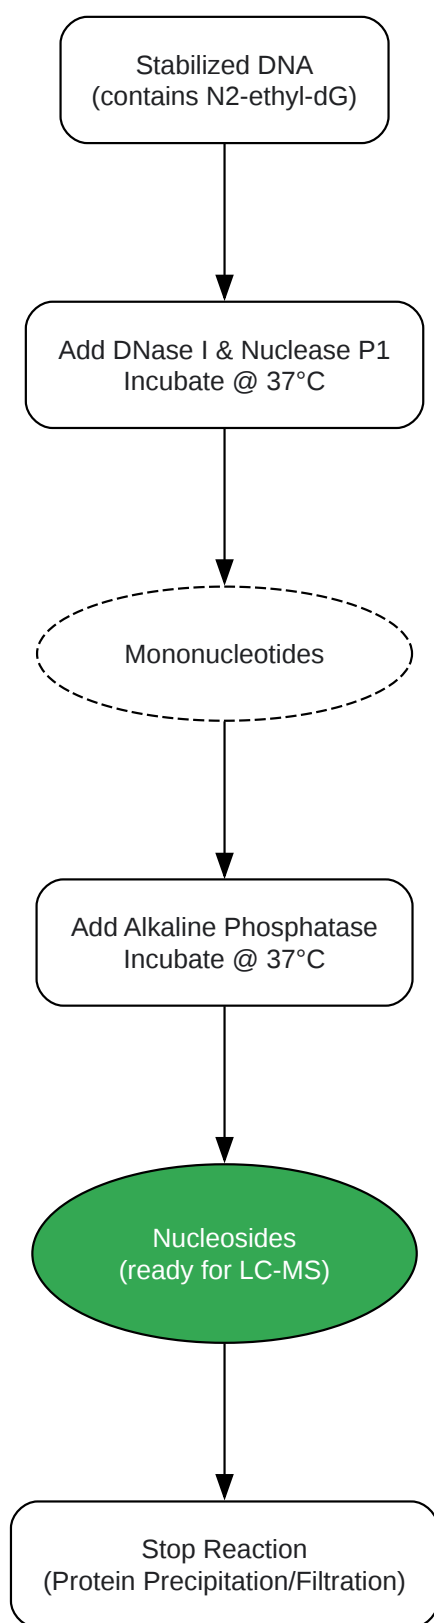 Stabilized DNA
(contains N2-ethyl-dG)
Add DNase I & Nuclease P1
Incubate @ 37°C
Mononucleotides
Add Alkaline Phosphatase
Incubate @ 37°C
Nucleosides
(ready for LC-MS)
Stop Reaction
(Protein Precipitation/Filtration)